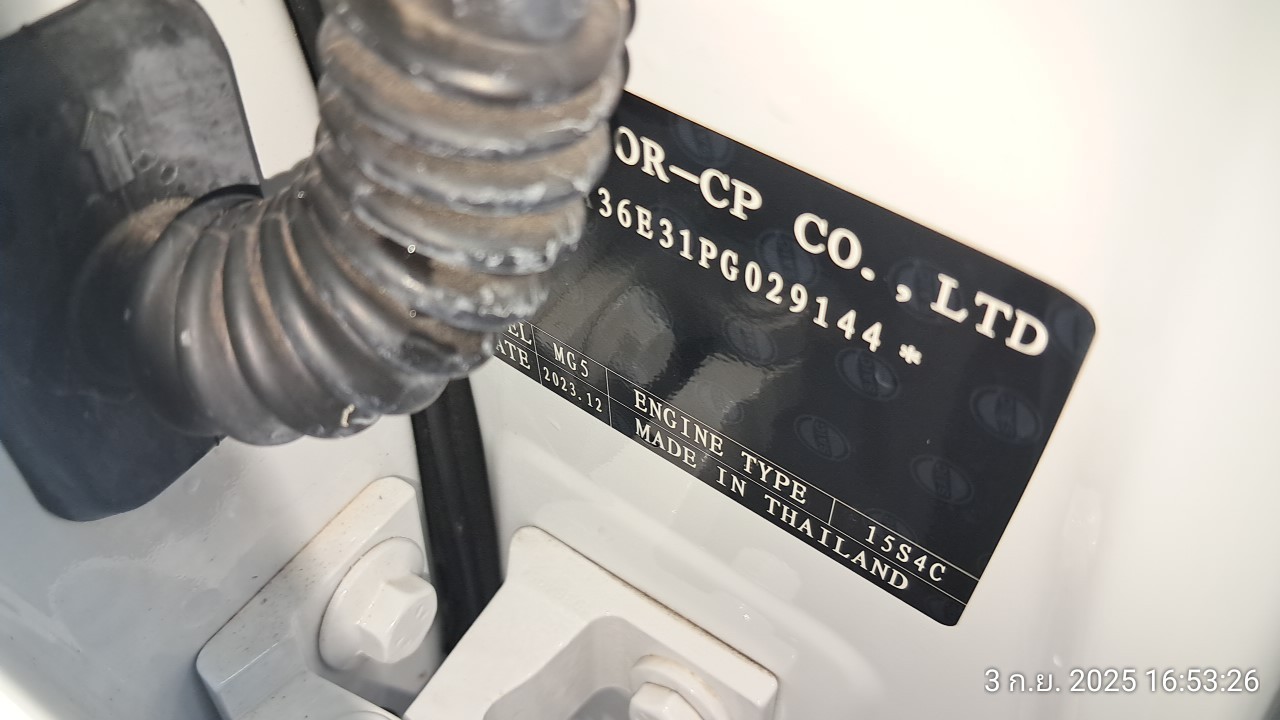 OR-CP CO.,LTD
36E31PG029144*
EL MG5 ENGINE TYPE 15S4C
ATE 2023.12 MADE IN THAILAND
3 ก.ย. 2025 16:53:26